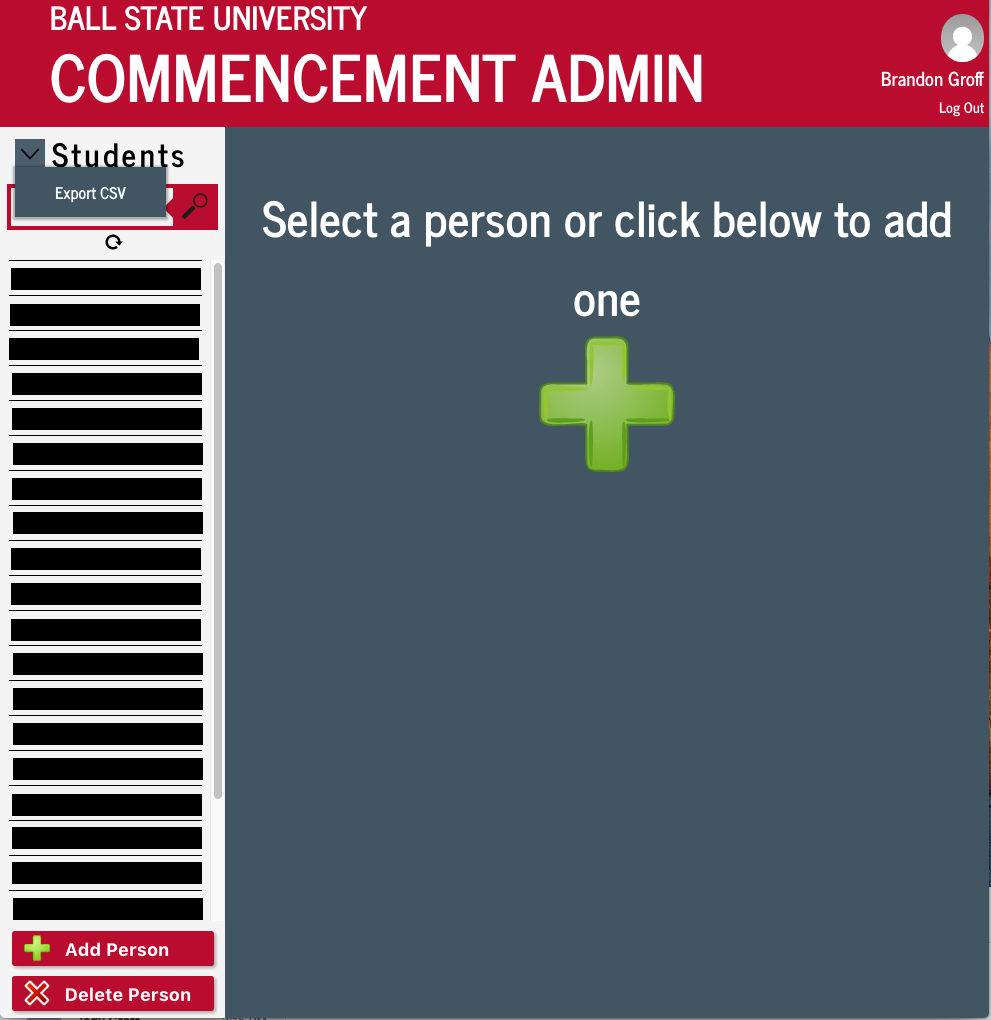 BALL STATE UNIVERSITY
COMMENCEMENT ADMIN
Brandon Groff
Log Out
Students
Export CSV
Select a person or click below to add
one
Add Person
Delete Person